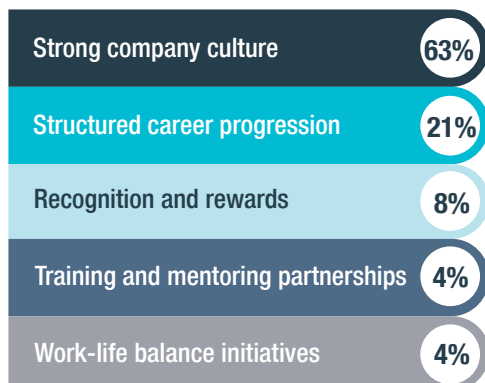 Strong company culture 63%
Structured career progression 21%
Recognition and rewards 8%
Training and mentoring partnerships 4%
Work-life balance initiatives 4%